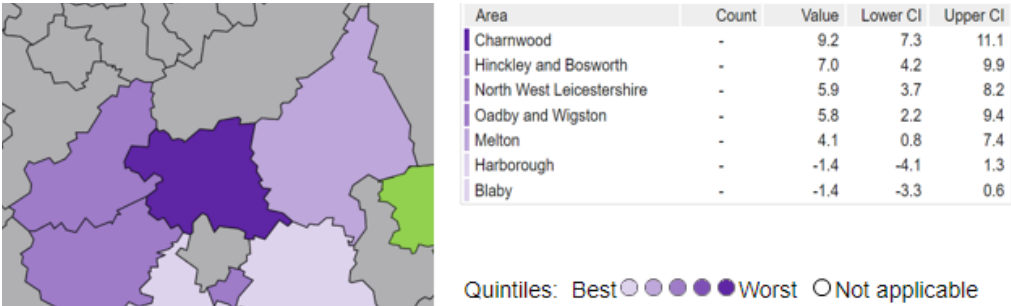 Area Count Value Lower CI Upper CI
Charnwood - 9.2 7.3 11.1
Hinckley and Bosworth - 7.0 4.2 9.9
North West Leicestershire - 5.9 3.7 8.2
Oadby and Wigston - 5.8 2.2 9.4
Melton - 4.1 0.8 7.4
Harborough - -1.4 -4.1 1.3
Blaby - -1.4 -3.3 0.6
Quintiles: Best Worst Not applicable